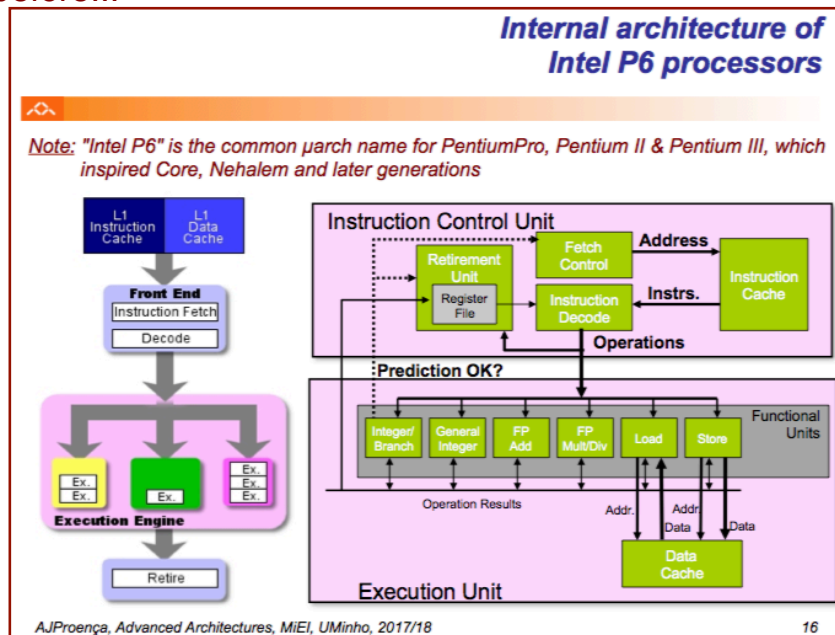 Internal architecture of
Intel P6 processors
Note: "Intel P6" is the common µarch name for PentiumPro, Pentium II & Pentium III, which
inspired Core, Nehalem and later generations
L1
Instruction
Cache
L1
Data
Cache
Front End
Instruction Fetch
Decode
Ex.
Ex.
Ex.
Ex.
Ex.
Ex.
Execution Engine
Retire
Instruction Control Unit
Retirement
Unit
Register
File
Fetch
Control
Instruction
Decode
Address
Instrs.
Instruction
Cache
Operations
Prediction OK?
Functional
Units
Integer/
Branch
General
Integer
FP
Add
FP
Mult/Div
Load
Store
Operation Results
Addr.
Addr.
Data
Data
Data
Cache
Execution Unit
AJProença, Advanced Architectures, MiEI, UMinho, 2017/18
16